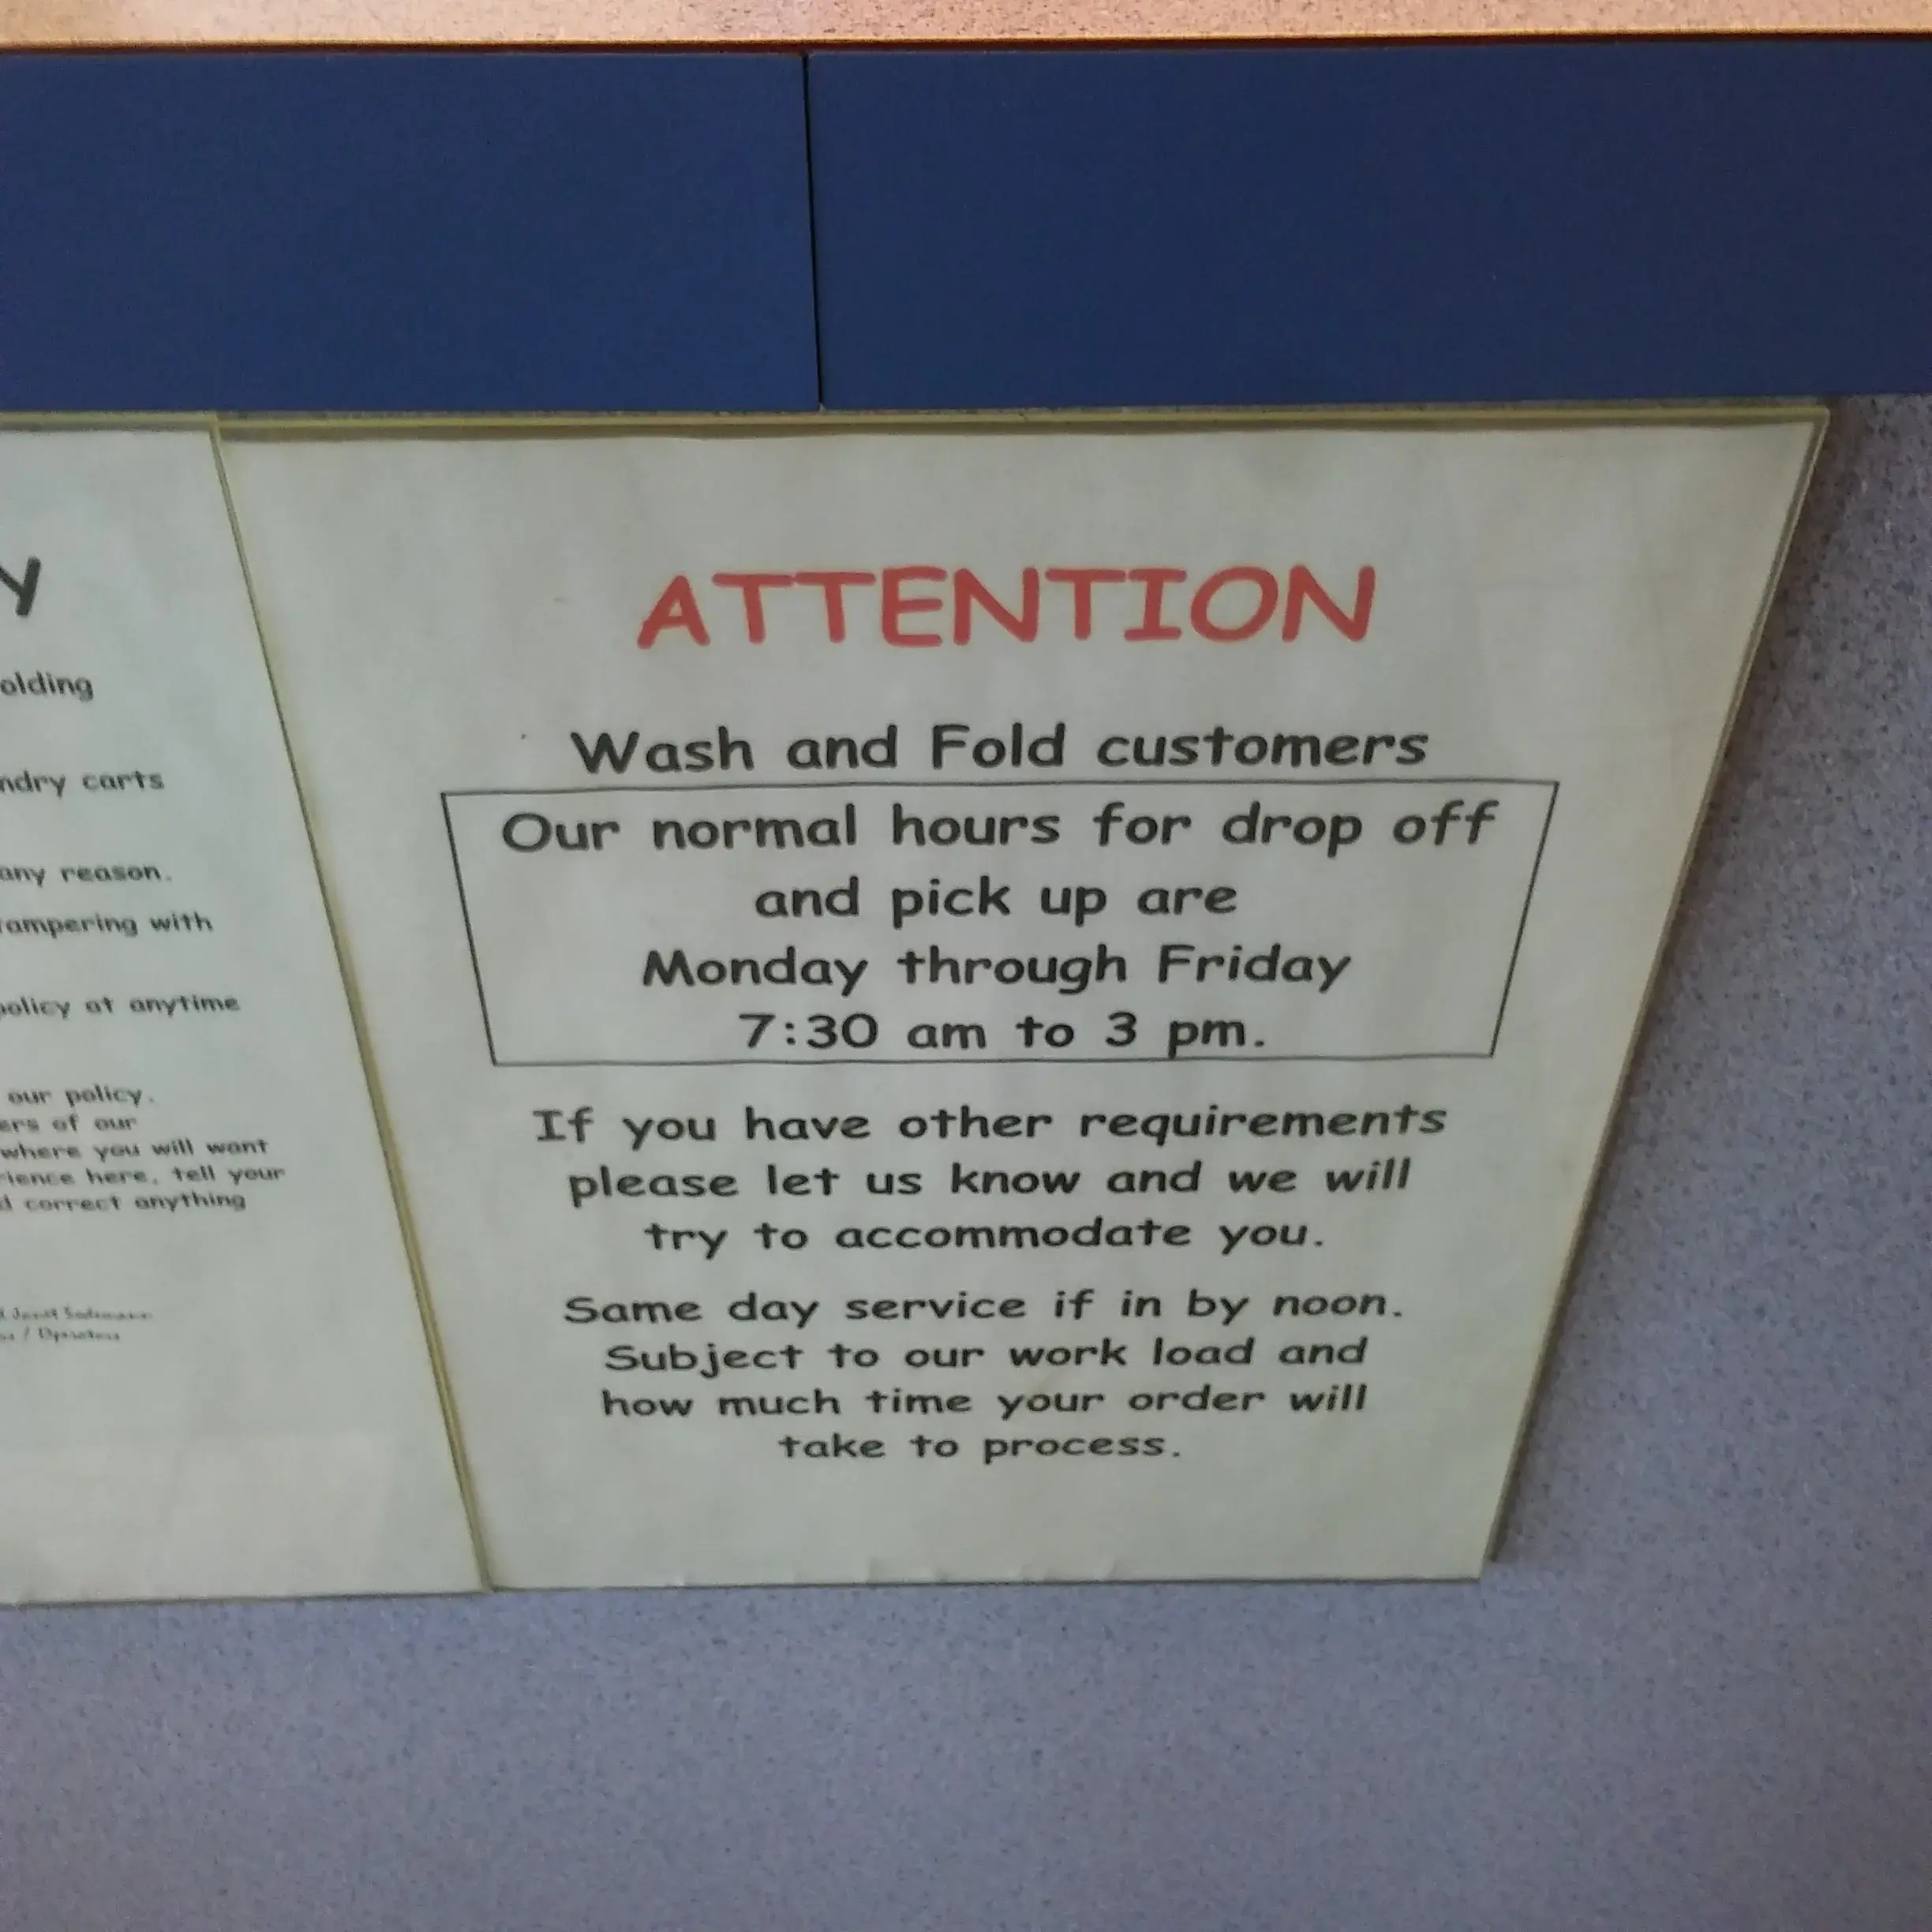 y
olding
ndry carts
any reason.
tampering with
policy at anytime
our policy.
ers of our
where you will want
rience here, tell your
d correct anything
ATTENTION
Wash and Fold customers
Our normal hours for drop off
and pick up are
Monday through Friday
7:30 am to 3 pm.
If you have other requirements
please let us know and we will
try to accommodate you.
Same day service if in by noon.
Subject to our work load and
how much time your order will
take to process.